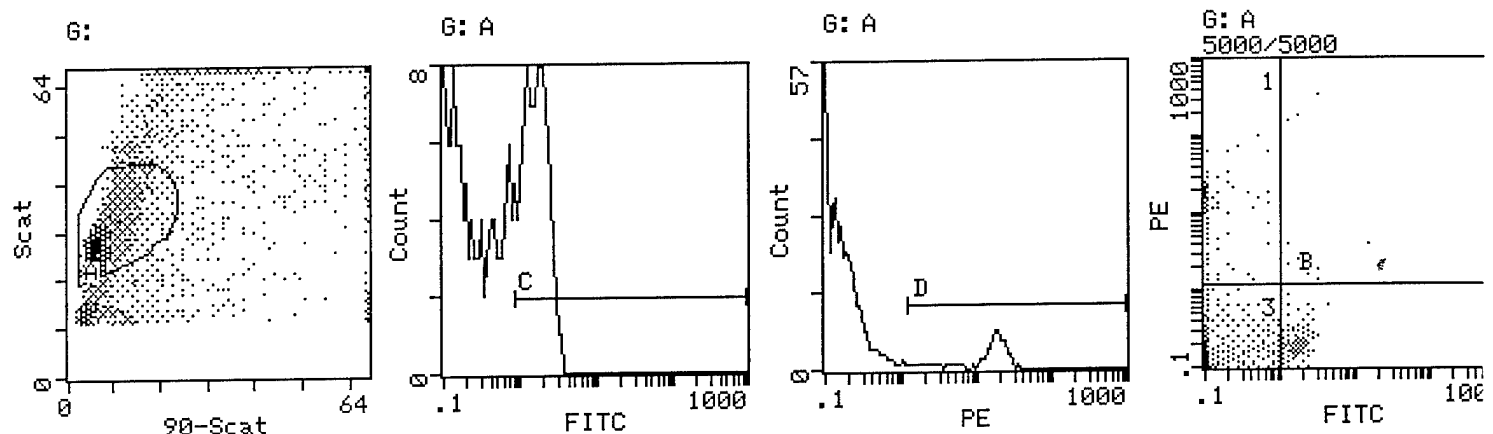 G:
64
Scat
0
0
64
90-Scat
G: A
8
Count
0
C
.1
1000
FITC
G: A
57
Count
0
D
.1
1000
PE
G: A
5000/5000
1000
PE
.1
1
B
3
.1
100
FITC